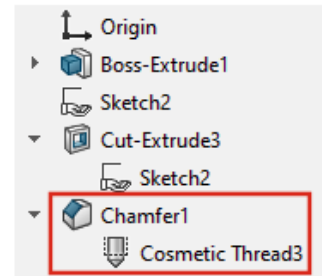 Origin
Boss-Extrude1
Sketch2
Cut-Extrude3
Sketch2
Chamfer1
Cosmetic Thread3